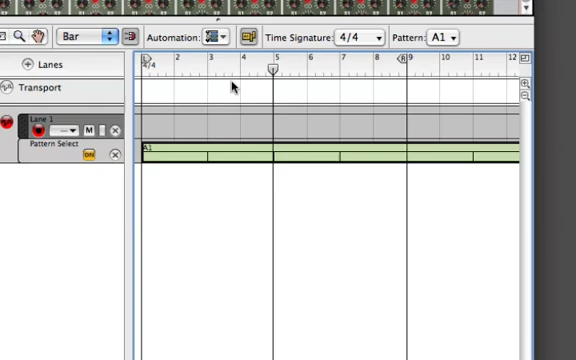 Bar Automation: Time Signature: 4/4 Pattern: A1
Lanes
L 2 3 4 5 6 7 8 R 9 10 11 12
4/4
Transport
Lane 1
M
Pattern Select
A1
ON